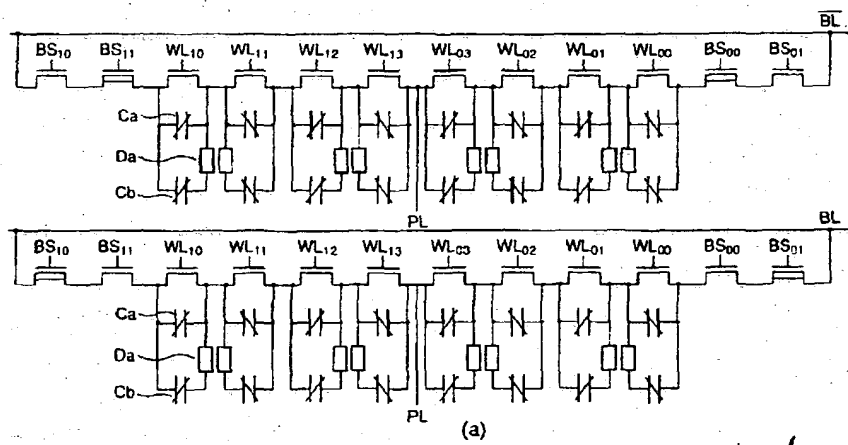 B̅L̅
BS₁₀ BS₁₁ WL₁₀ WL₁₁ WL₁₂ WL₁₃ WL₀₃ WL₀₂ WL₀₁ WL₀₀ BS₀₀ BS₀₁
Ca
Da
Cb
PL
BL
BS₁₀ BS₁₁ WL₁₀ WL₁₁ WL₁₂ WL₁₃ WL₀₃ WL₀₂ WL₀₁ WL₀₀ BS₀₀ BS₀₁
Ca
Da
Cb
PL
(a)